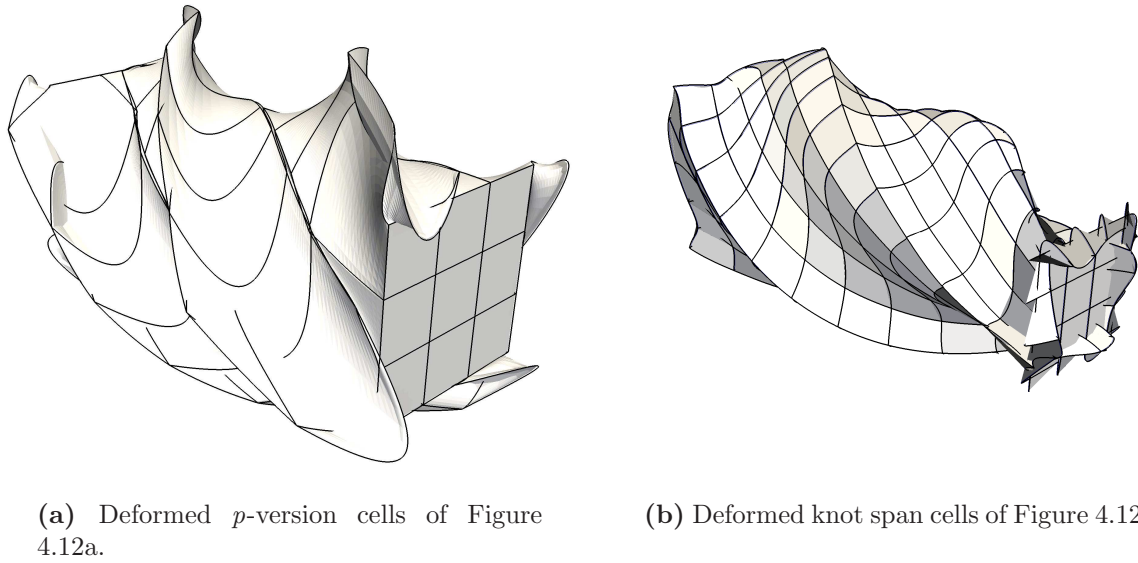 (a) Deformed p-version cells of Figure
4.12a.
(b) Deformed knot span cells of Figure 4.12